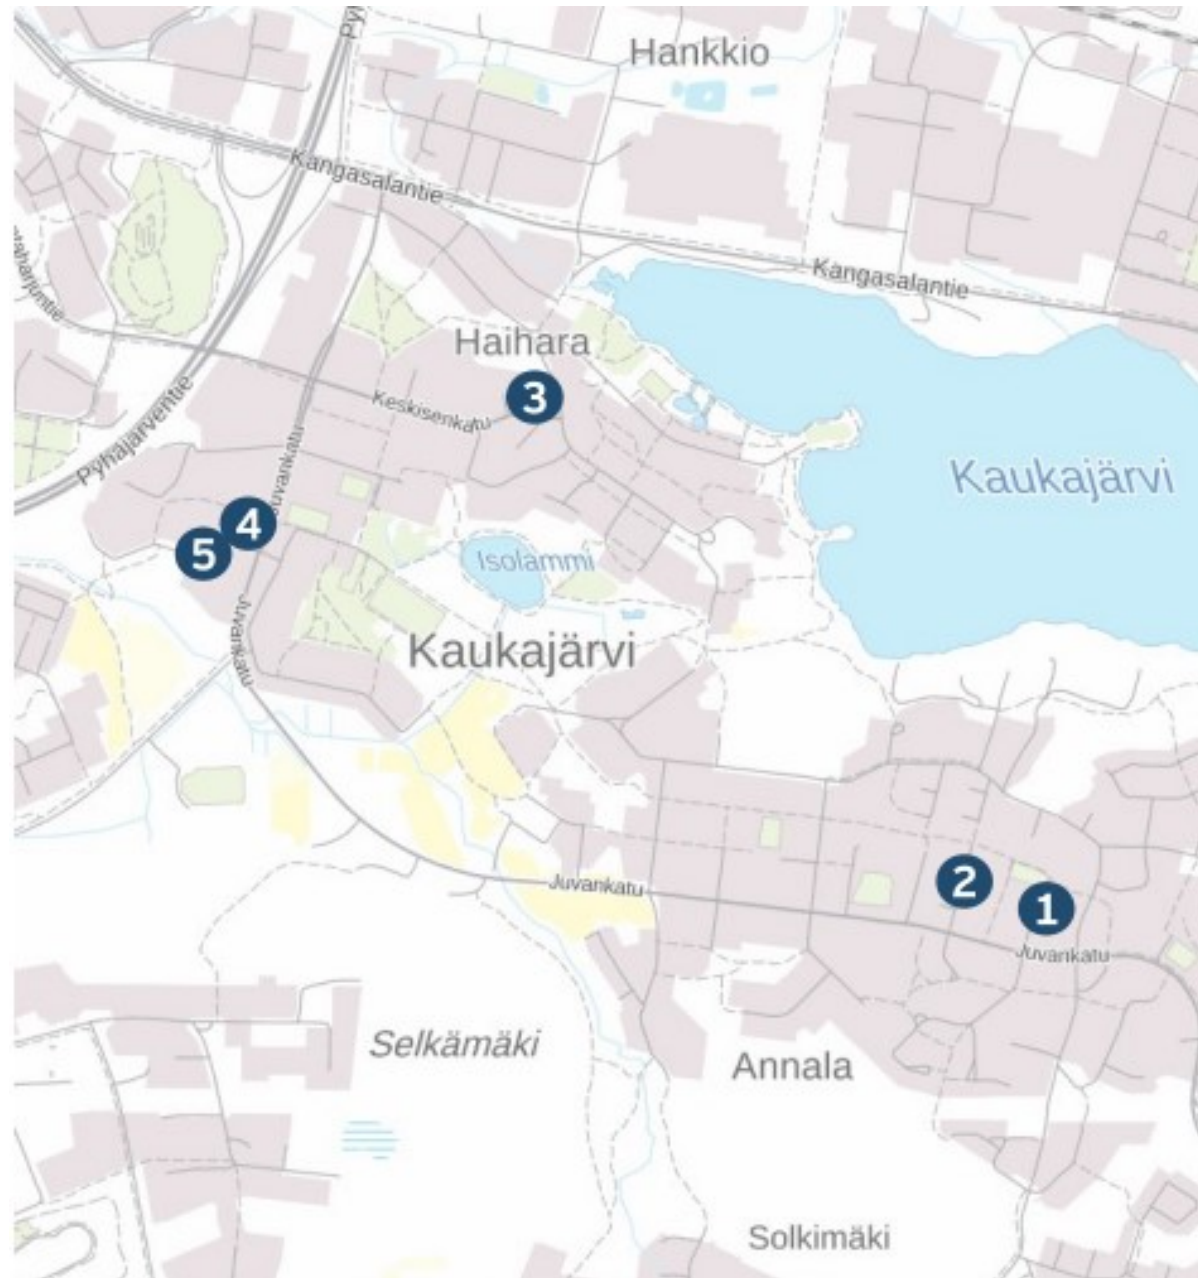 Hankkio
Kangasalantie
Kangasalantie
Haihara
3
Keskisenkatu
Pyhäjärventie
Juvankatu
Kaukajärvi
4
5
Isolammi
Juvankatu
Kaukajärvi
Juvankatu
2
1
Juvankatu
Selkämäki
Annala
Solkimäki